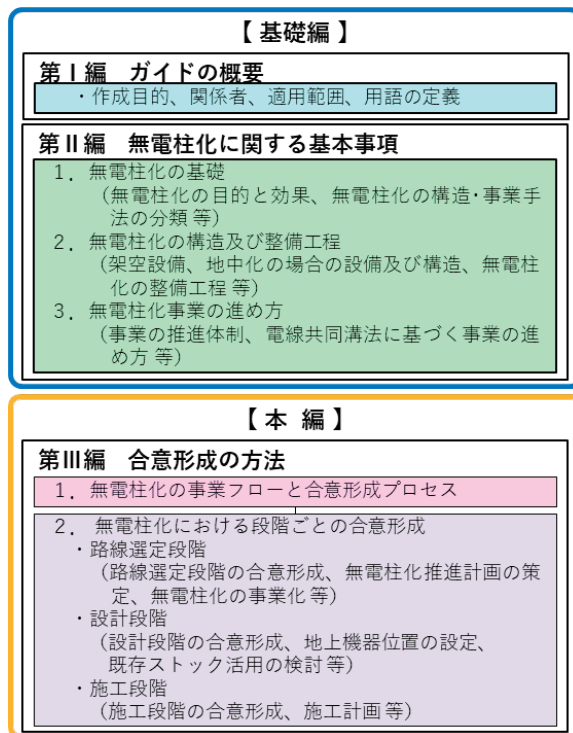 【 基礎編 】
第Ⅰ編　ガイドの概要
・作成目的、関係者、適用範囲、用語の定義
第Ⅱ編　無電柱化に関する基本事項
1．無電柱化の基礎
（無電柱化の目的と効果、無電柱化の構造･事業手
法の分類 等）
2．無電柱化の構造及び整備工程
（架空設備、地中化の場合の設備及び構造、無電柱
化の整備工程 等）
3．無電柱化事業の進め方
（事業の推進体制、電線共同溝法に基づく事業の進
め方 等）
【 本 編 】
第Ⅲ編　合意形成の方法
1．無電柱化の事業フローと合意形成プロセス
2．無電柱化における段階ごとの合意形成
・路線選定段階
（路線選定段階の合意形成、無電柱化推進計画の策
定、無電柱化の事業化 等）
・設計段階
（設計段階の合意形成、地上機器位置の設定、
既存ストック活用の検討 等）
・施工段階
（施工段階の合意形成、施工計画 等）